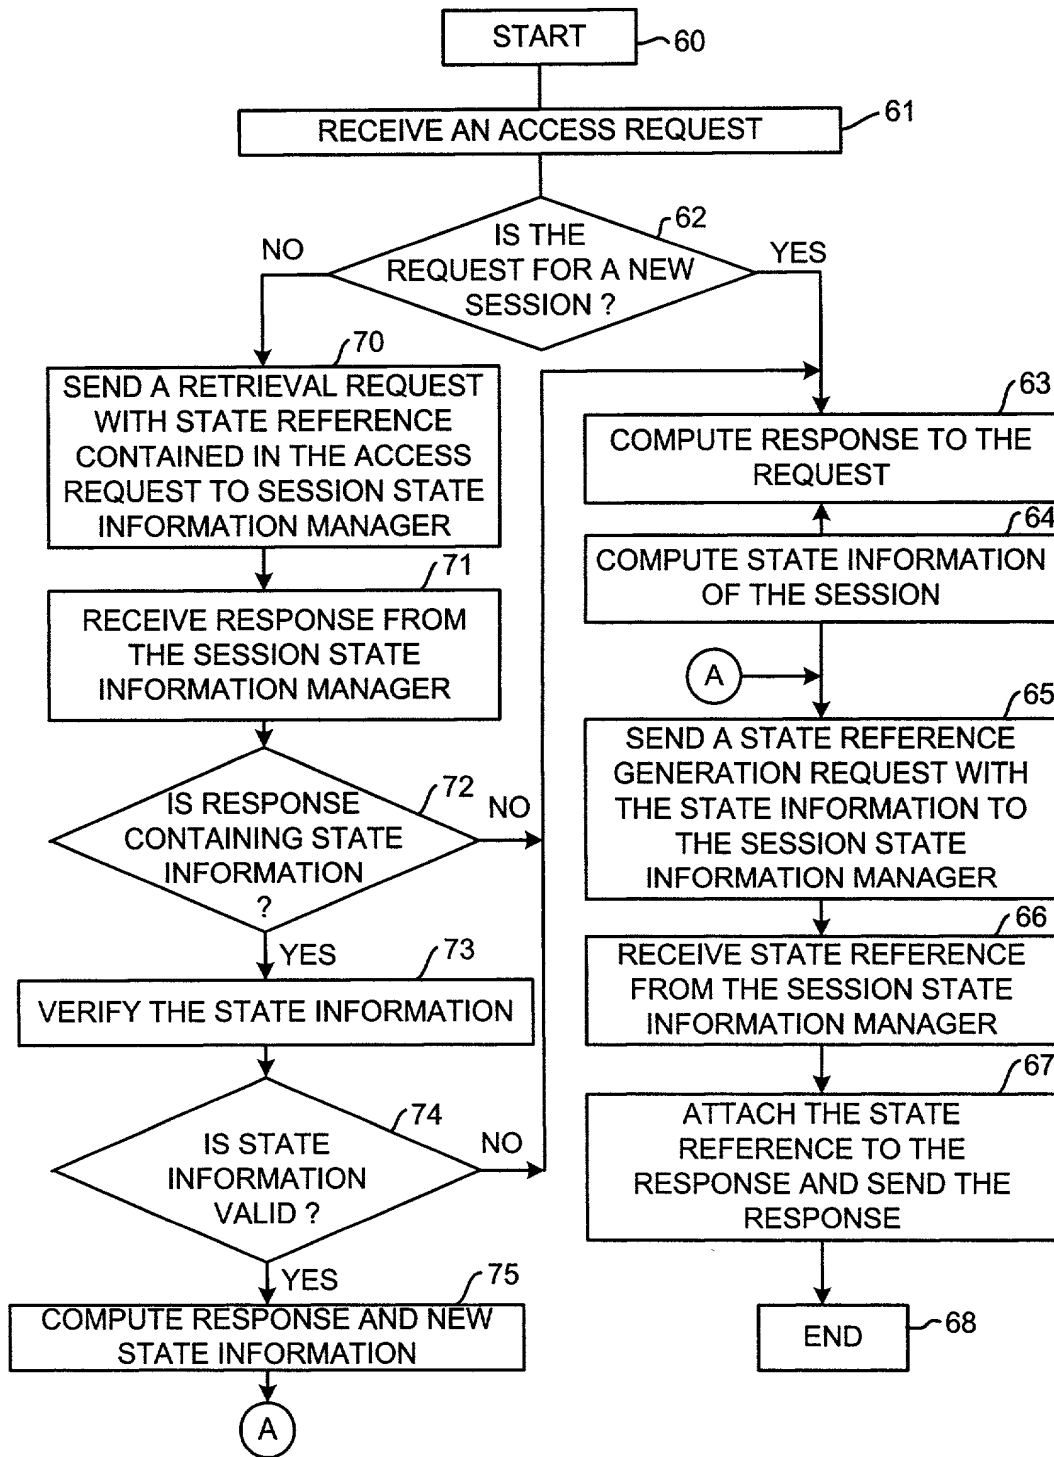 START
60
RECEIVE AN ACCESS REQUEST
61
IS THE
REQUEST FOR A NEW
SESSION ?
62
NO
YES
70
SEND A RETRIEVAL REQUEST
WITH STATE REFERENCE
CONTAINED IN THE ACCESS
REQUEST TO SESSION STATE
INFORMATION MANAGER
71
RECEIVE RESPONSE FROM
THE SESSION STATE
INFORMATION MANAGER
IS RESPONSE
CONTAINING STATE
INFORMATION
?
72
NO
YES
73
VERIFY THE STATE INFORMATION
IS STATE
INFORMATION
VALID ?
74
NO
YES
75
COMPUTE RESPONSE AND NEW
STATE INFORMATION
A
63
COMPUTE RESPONSE TO THE
REQUEST
64
COMPUTE STATE INFORMATION
OF THE SESSION
A
65
SEND A STATE REFERENCE
GENERATION REQUEST WITH
THE STATE INFORMATION TO
THE SESSION STATE
INFORMATION MANAGER
66
RECEIVE STATE REFERENCE
FROM THE SESSION STATE
INFORMATION MANAGER
67
ATTACH THE STATE
REFERENCE TO THE
RESPONSE AND SEND THE
RESPONSE
END
68